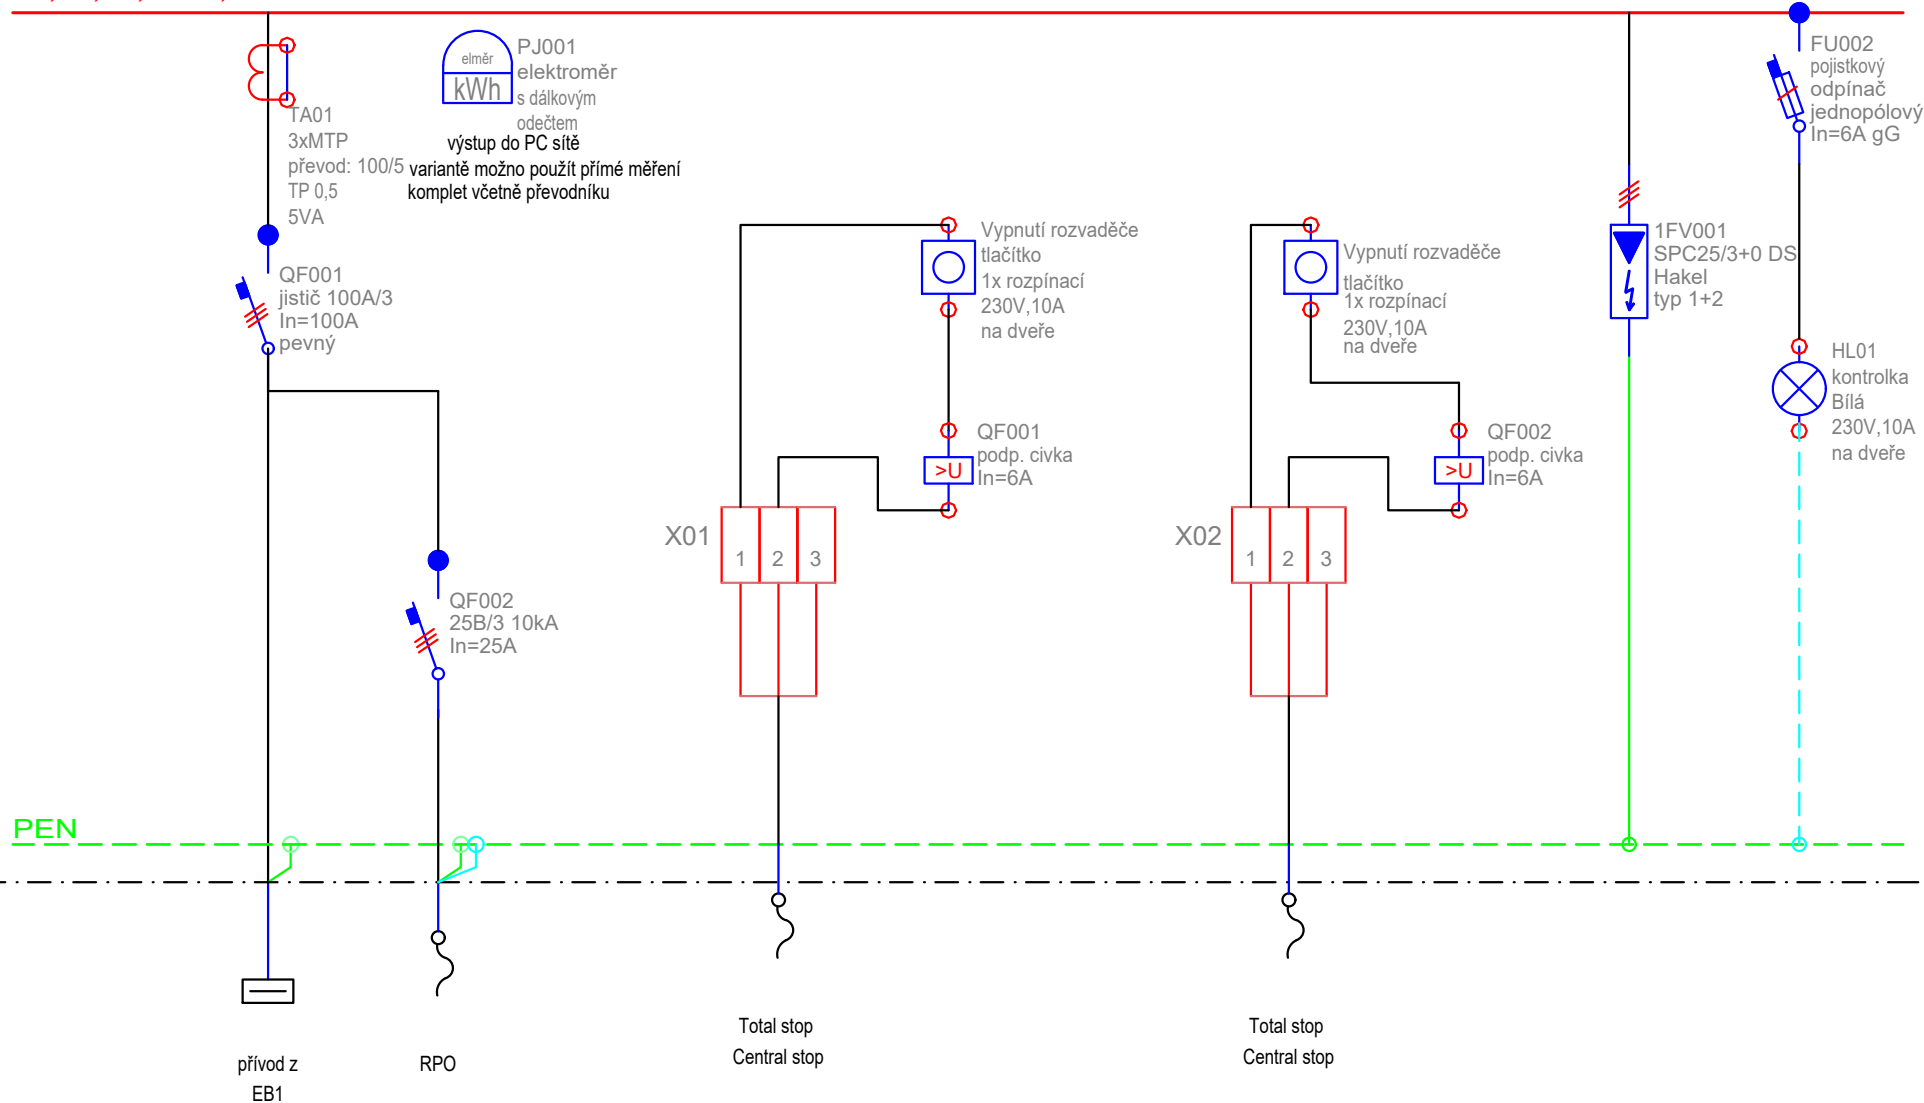 elměr
kWh
PJ001
elektroměr
s dálkovým
odečtem
výstup do PC sítě
variantě možno použít přímé měření
komplet včetně převodníku
TA01
3xMTP
převod: 100/5
TP 0,5
5VA
QF001
jistič 100A/3
In=100A
pevný
QF002
25B/3 10kA
In=25A
Vypnutí rozvaděče
tlačítko
1x rozpínací
230V,10A
na dveře
QF001
podp. civka
In=6A
>U
X01
1 2 3
Vypnutí rozvaděče
tlačítko
1x rozpínací
230V,10A
na dveře
QF002
podp. civka
In=6A
>U
X02
1 2 3
1FV001
SPC25/3+0 DS
Hakel
typ 1+2
FU002
pojistkový
odpínač
jednopólový
In=6A gG
HL01
kontrolka
Bílá
230V,10A
na dveře
PEN
přívod z
EB1
RPO
Total stop
Central stop
Total stop
Central stop